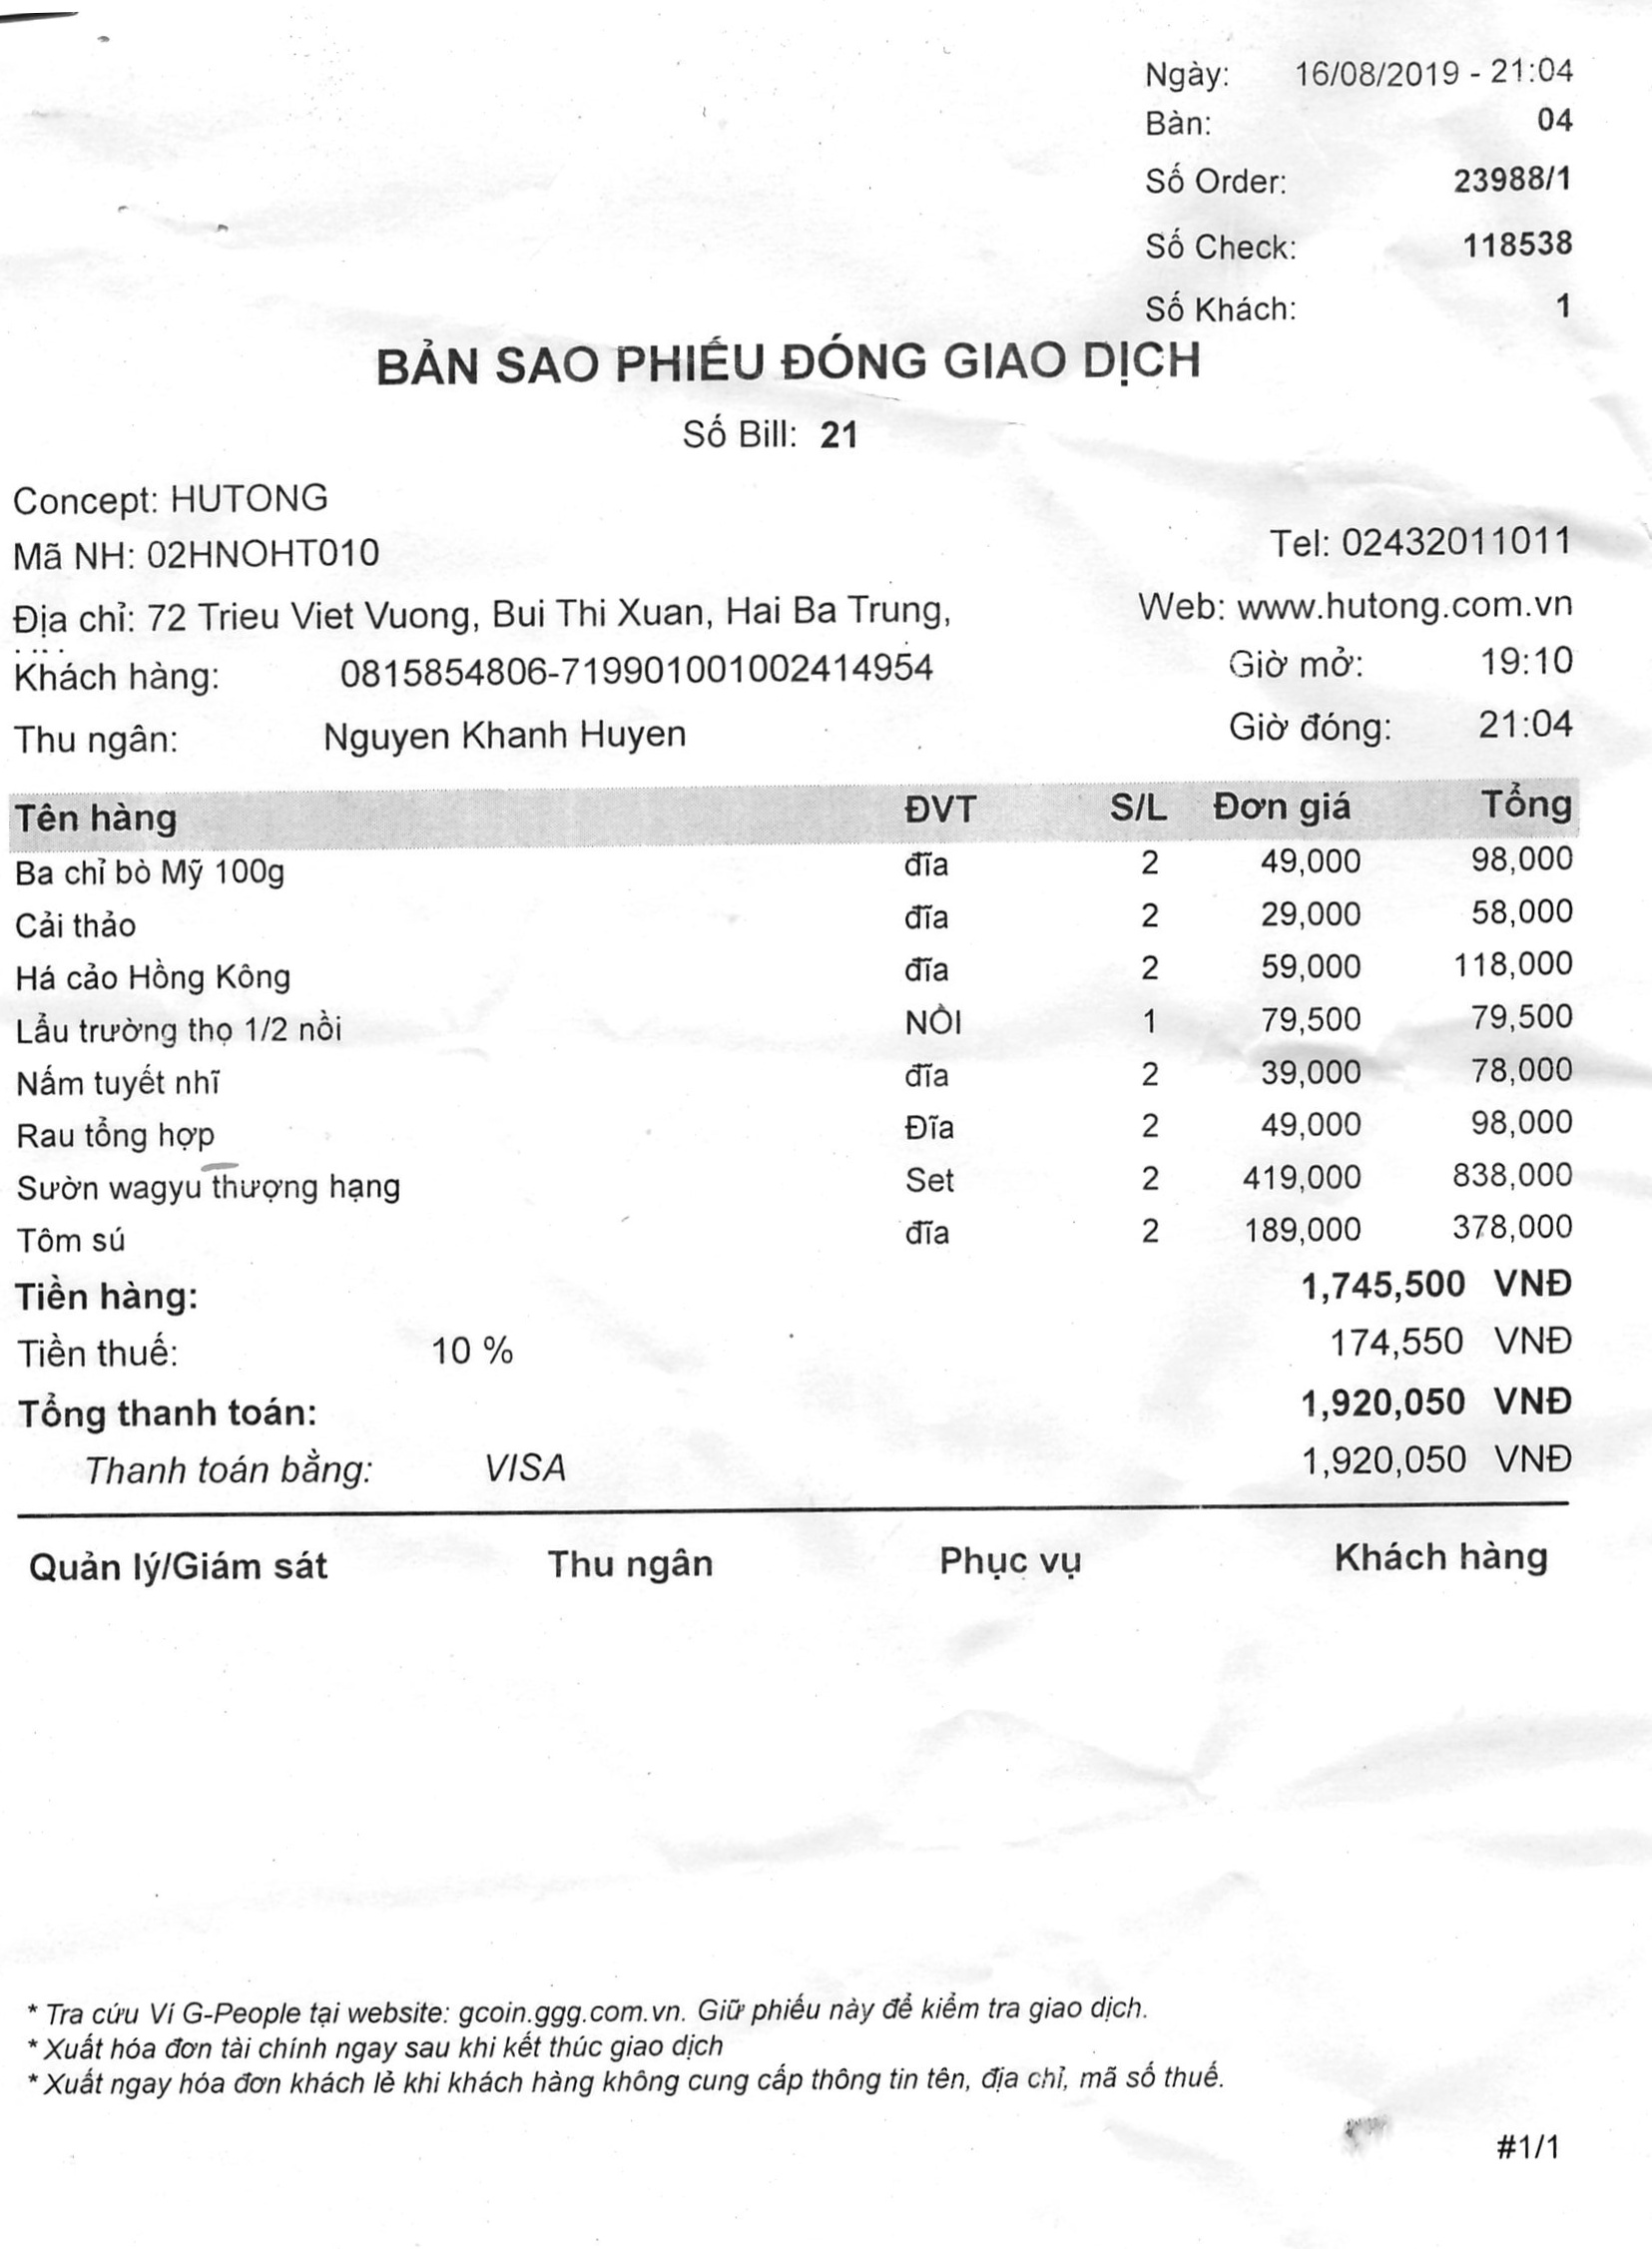 Ngày: 16/08/2019 - 21:04
Bàn: 04
Số Order: 23988/1
Số Check: 118538
Số Khách: 1
BẢN SAO PHIẾU ĐÓNG GIAO DỊCH
Số Bill: 21
Concept: HUTONG
Mã NH: 02HNOHT010 Tel: 02432011011
Địa chỉ: 72 Trieu Viet Vuong, Bui Thi Xuan, Hai Ba Trung, Web: www.hutong.com.vn
Khách hàng: 0815854806-719901001002414954 Giờ mở: 19:10
Thu ngân: Nguyen Khanh Huyen Giờ đóng: 21:04
Tên hàng ĐVT S/L Đơn giá Tổng
Ba chỉ bò Mỹ 100g đĩa 2 49,000 98,000
Cải thảo đĩa 2 29,000 58,000
Há cảo Hồng Kông đĩa 2 59,000 118,000
Lẩu trường thọ 1/2 nồi NỒI 1 79,500 79,500
Nấm tuyết nhĩ đĩa 2 39,000 78,000
Rau tổng hợp Đĩa 2 49,000 98,000
Sườn wagyu thượng hạng Set 2 419,000 838,000
Tôm sú đĩa 2 189,000 378,000
Tiền hàng: 1,745,500 VNĐ
Tiền thuế: 10 % 174,550 VNĐ
Tổng thanh toán: 1,920,050 VNĐ
Thanh toán bằng: VISA 1,920,050 VNĐ
Quản lý/Giám sát Thu ngân Phục vụ Khách hàng
* Tra cứu Ví G-People tại website: gcoin.ggg.com.vn. Giữ phiếu này để kiểm tra giao dịch.
* Xuất hóa đơn tài chính ngay sau khi kết thúc giao dịch
* Xuất ngay hóa đơn khách lẻ khi khách hàng không cung cấp thông tin tên, địa chỉ, mã số thuế.
#1/1